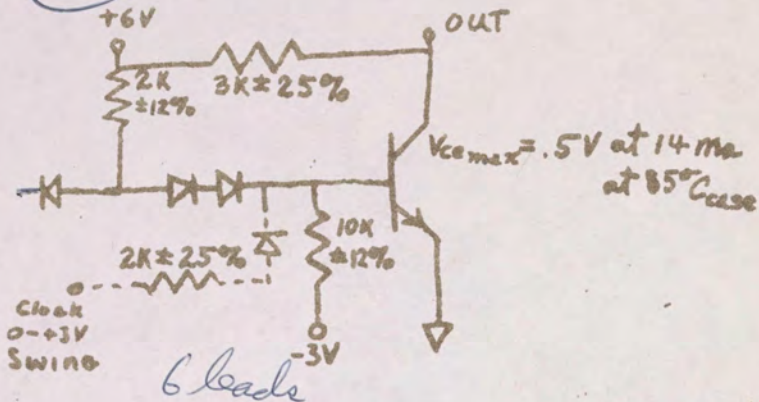 +6V
OUT
2K
±12%
3K±25%
Vce max = .5V at 14 ma
at 85°C case
10K
±12%
2K±25%
Clock
0-+3V
Swing
-3V
6 leads